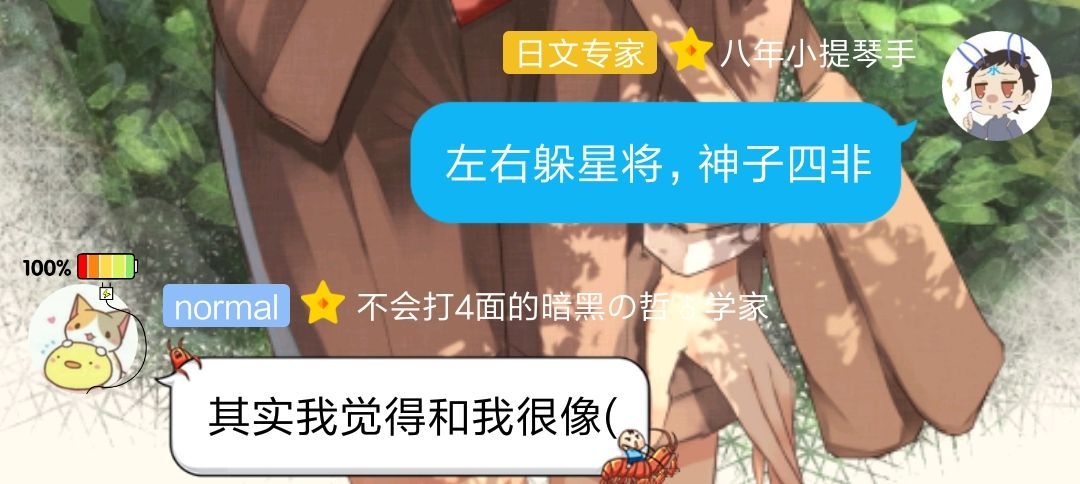 日文专家 八年小提琴手
左右躲星将，神子四非
100%
normal 不会打4面的暗黑の哲6学家
其实我觉得和我很像(